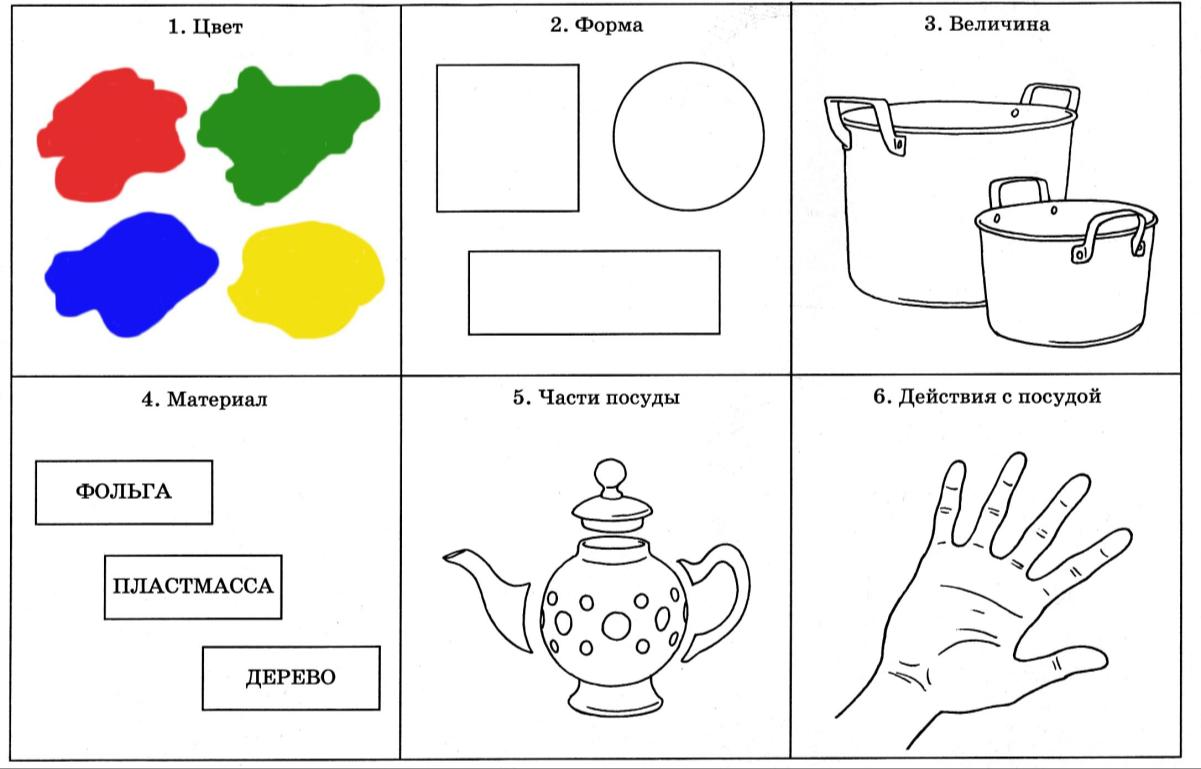 1. Цвет
2. Форма
3. Величина
4. Материал
ФОЛЬГА
ПЛАСТМАССА
ДЕРЕВО
5. Части посуды
6. Действия с посудой